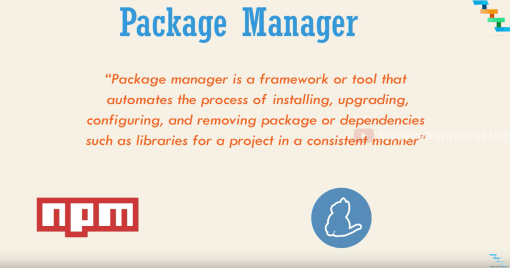 Package Manager
“Package manager is a framework or tool that
automates the process of installing, upgrading,
configuring, and removing package or dependencies
such as libraries for a project in a consistent manner”
npm